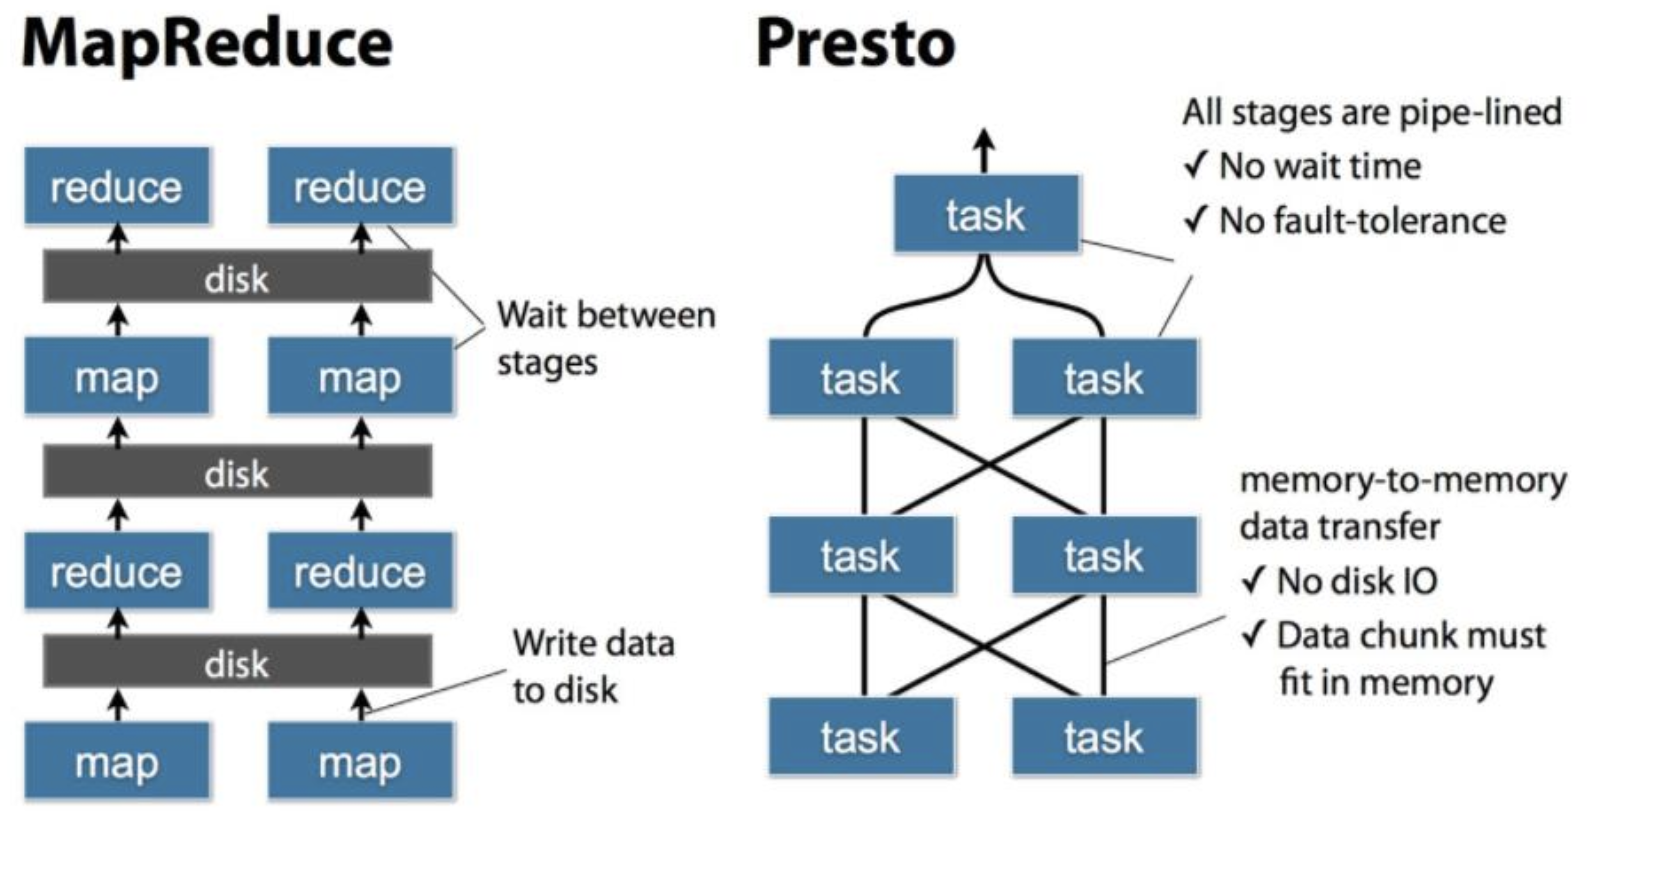 MapReduce
reduce
reduce
disk
Wait between
stages
map
map
disk
reduce
reduce
disk
Write data
to disk
map
map
Presto
All stages are pipe-lined
✓ No wait time
✓ No fault-tolerance
task
task
task
memory-to-memory
data transfer
✓ No disk IO
✓ Data chunk must
fit in memory
task
task
task
task